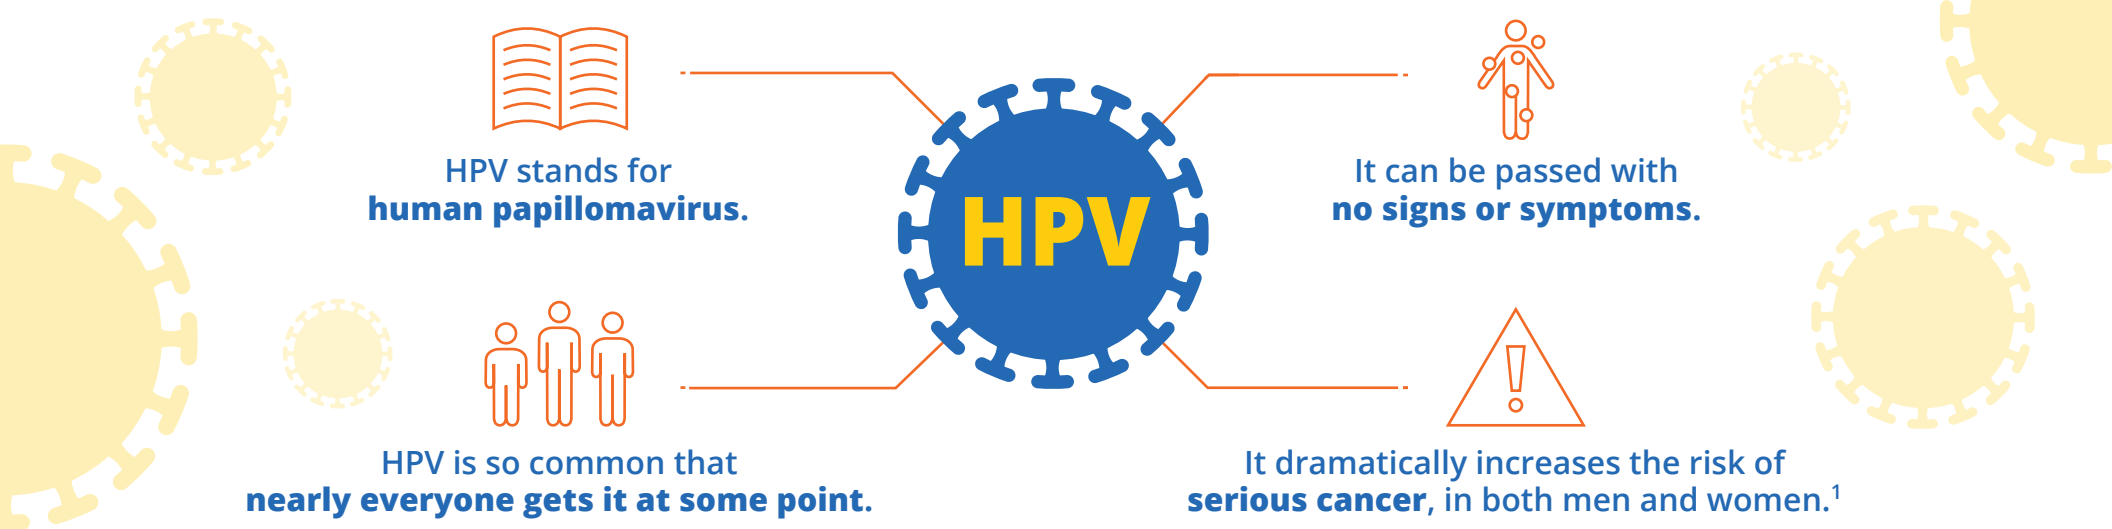 HPV stands for
human papillomavirus.
HPV
It can be passed with
no signs or symptoms.
HPV is so common that
nearly everyone gets it at some point.
It dramatically increases the risk of
serious cancer, in both men and women.¹